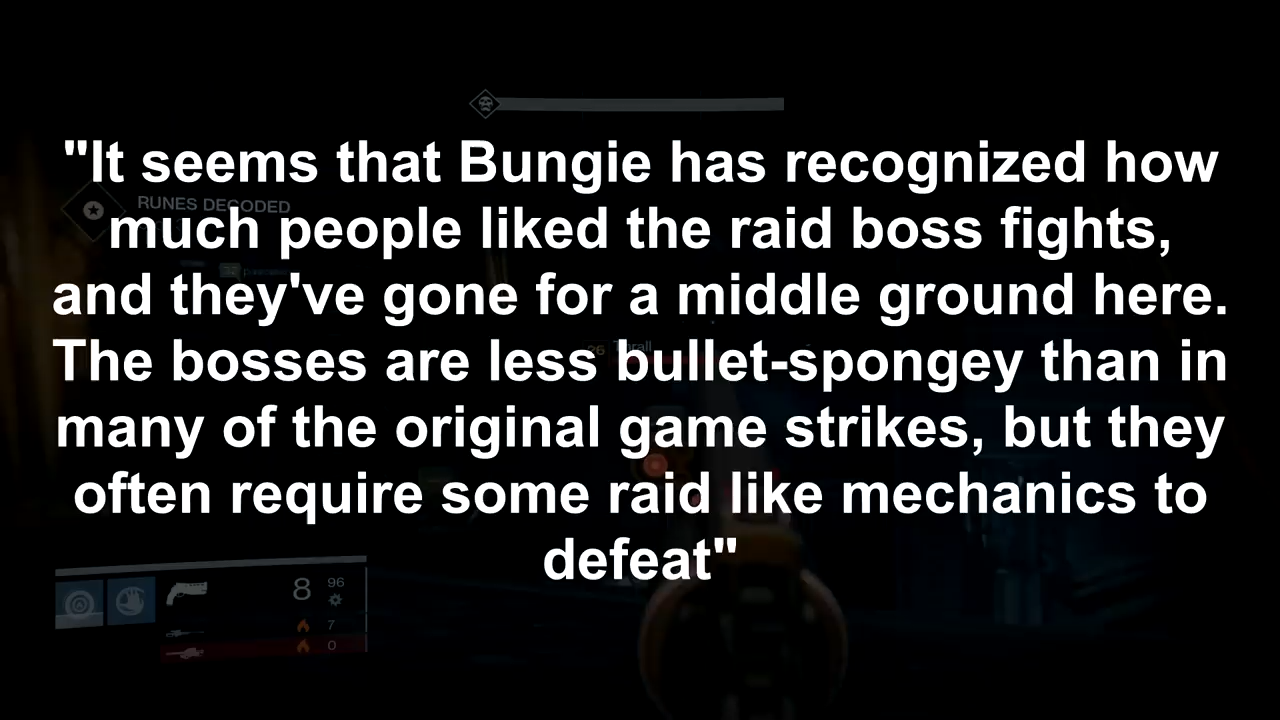 "It seems that Bungie has recognized how
RUNES DECODED
much people liked the raid boss fights,
and they've gone for a middle ground here.
26 Thrall
The bosses are less bullet-spongey than in
many of the original game strikes, but they
often require some raid like mechanics to
defeat"
8 96
7
0